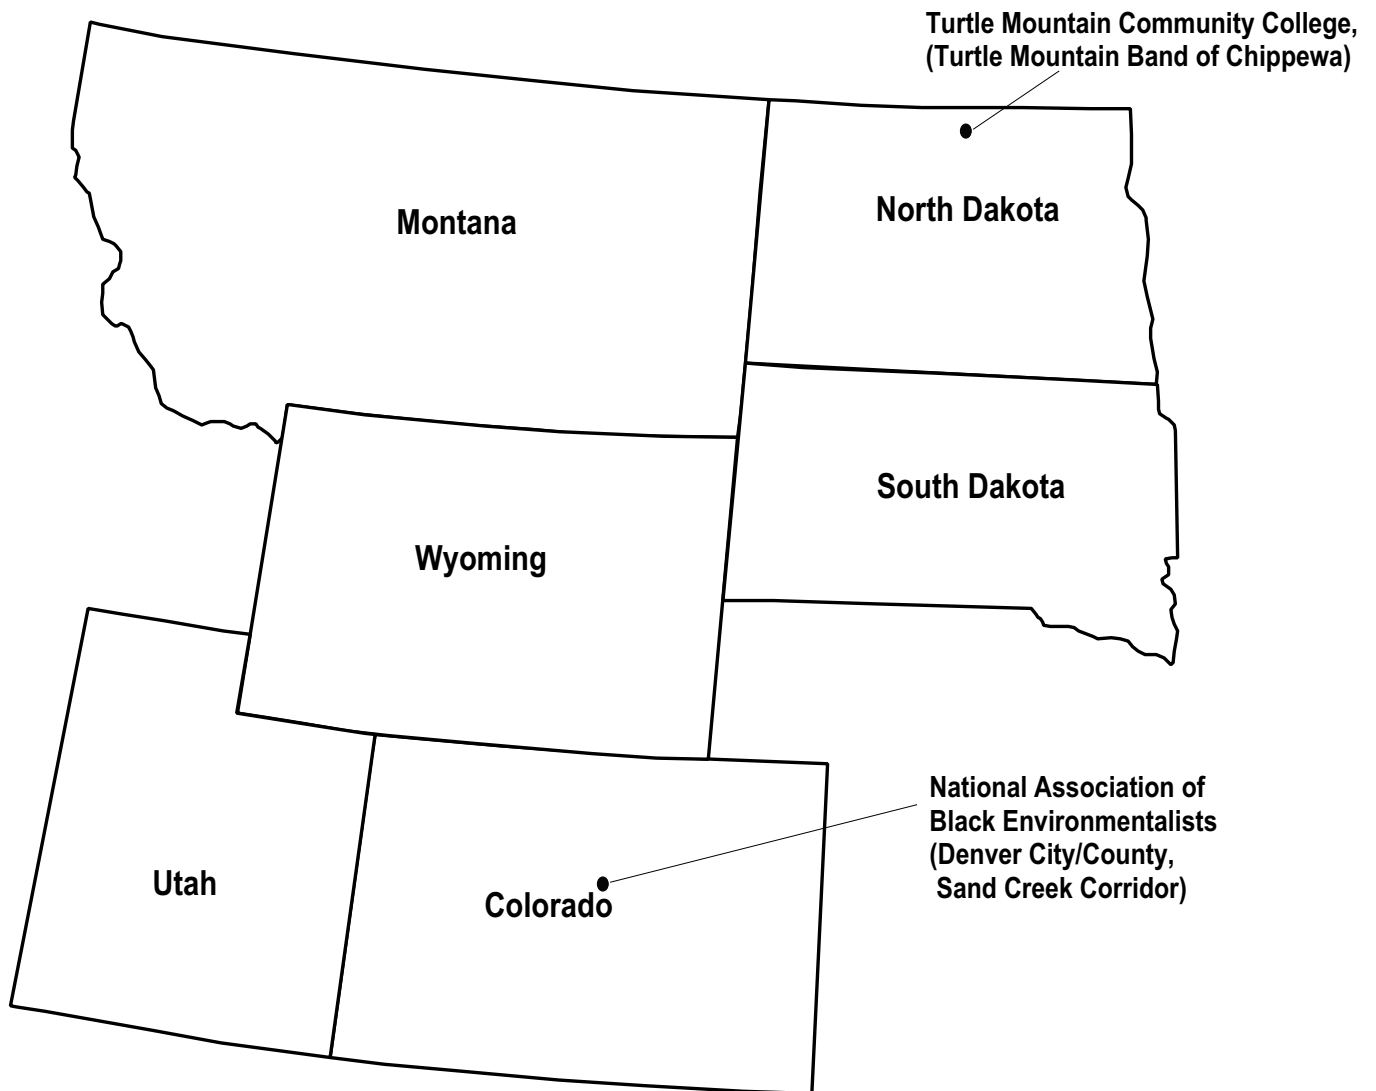 Turtle Mountain Community College,
(Turtle Mountain Band of Chippewa)
Montana
North Dakota
South Dakota
Wyoming
National Association of
Black Environmentalists
(Denver City/County,
Sand Creek Corridor)
Utah
Colorado